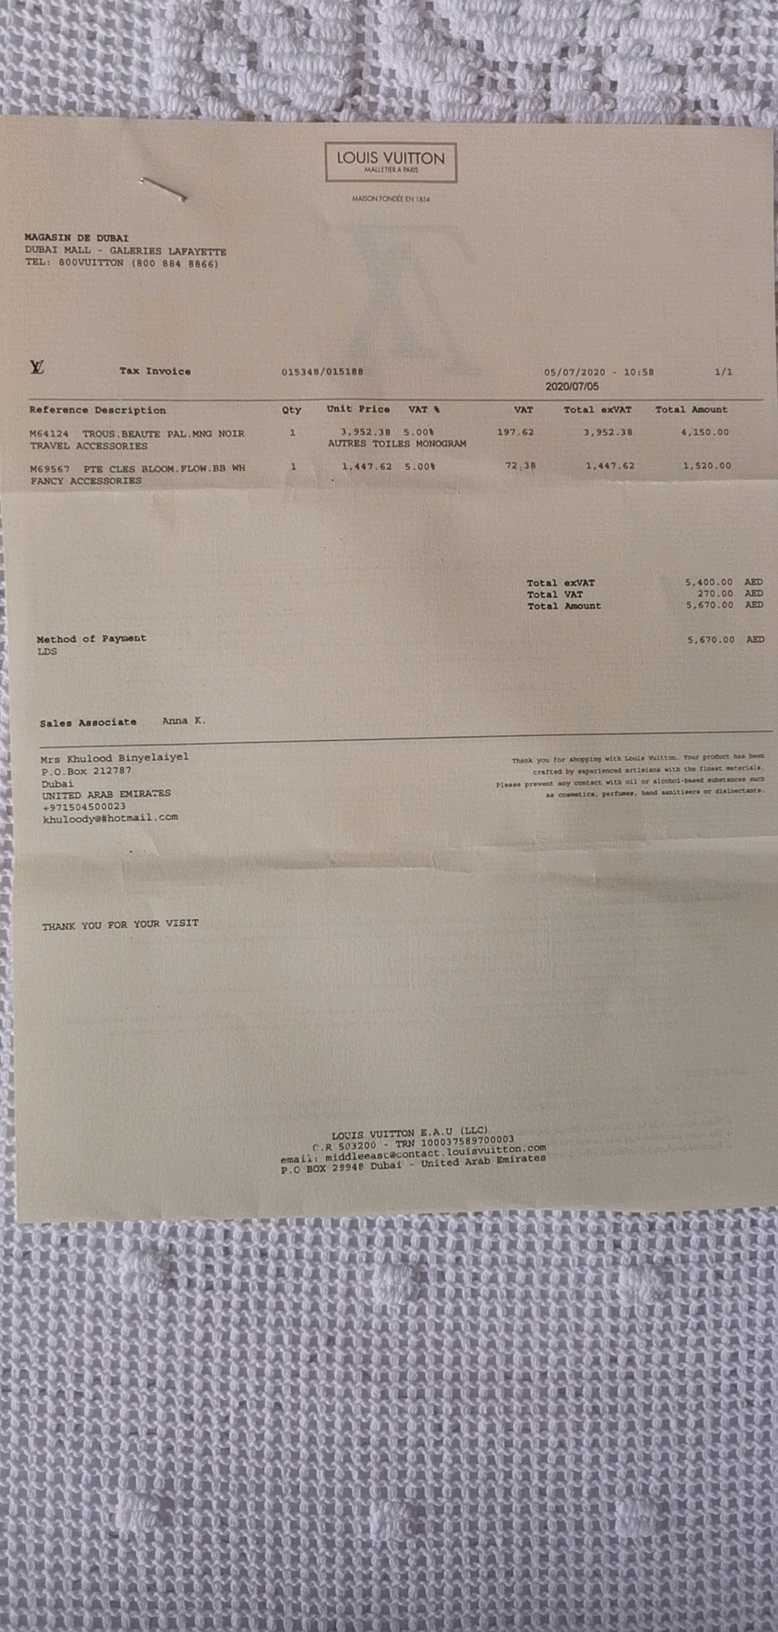 LOUIS VUITTON
MALLETIER A PARIS
MAISON FONDÉE EN 1854
MAGASIN DE DUBAI
DUBAI MALL - GALERIES LAFAYETTE
TEL: 800VUITTON (800 884 8866)
LV Tax Invoice 015348/015188 05/07/2020 - 10:58 1/1
2020/07/05
Reference Description Qty Unit Price VAT % VAT Total exVAT Total Amount
M64124 TROUS.BEAUTE PAL.MNG NOIR 1 3,952.38 5.00% 197.62 3,952.38 4,150.00
TRAVEL ACCESSORIES AUTRES TOILES MONOGRAM
M69567 PTE CLES BLOOM.FLOW.BB WH 1 1,447.62 5.00% 72.38 1,447.62 1,520.00
FANCY ACCESSORIES
Total exVAT 5,400.00 AED
Total VAT 270.00 AED
Total Amount 5,670.00 AED
Method of Payment 5,670.00 AED
LDS
Sales Associate Anna K.
Mrs Khulood Binyelaiyel
P.O.Box 212787
Dubai
UNITED ARAB EMIRATES
+971504500023
khuloody@#hotmail.com
Thank you for shopping with Louis Vuitton. Your product has been
crafted by experienced artisians with the finest materials.
Please prevent any contact with oil or alcohol-based substances such
as cosmetics, perfumes, hand sanitisers or disinectants.
THANK YOU FOR YOUR VISIT
LOUIS VUITTON E.A.U (LLC)
C.R 503200 - TRN 100037589700003
email: middleeast@contact.louisvuitton.com
P.O BOX 29948 Dubai - United Arab Emirates